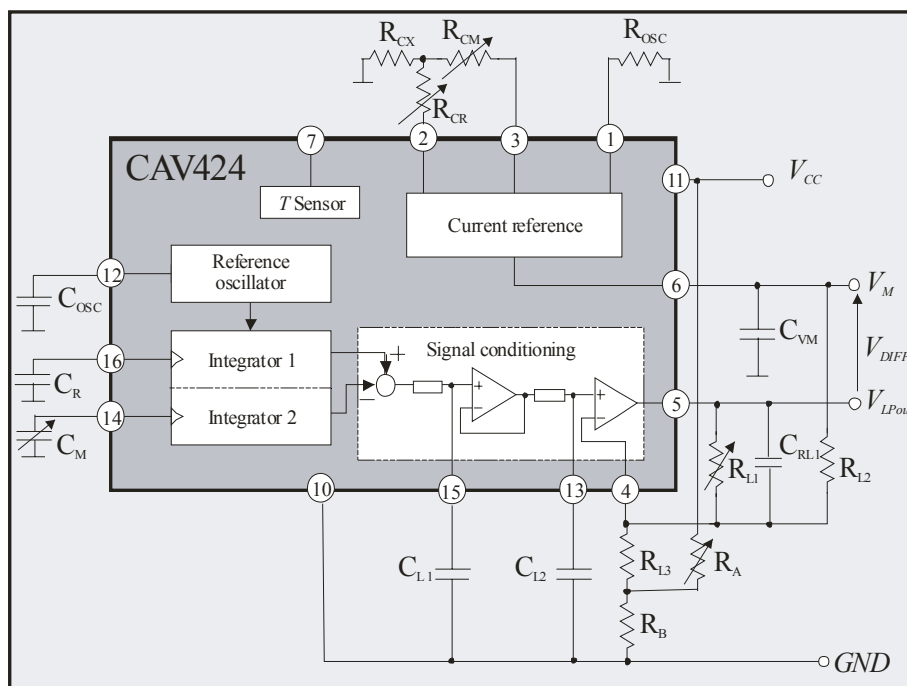 R_CX R_CM R_OSC
R_CR
7 2 3 1
CAV424
T Sensor
Current reference
11 V_CC
12 Reference
oscillator
6 V_M
C_OSC
C_VM
V_DIFF
16 Integrator 1 + Signal conditioning
C_R
− + − + −
14 Integrator 2
5 V_LPout
C_M
R_L1 C_RL1 R_L2
10 15 13 4
C_L1 C_L2 R_L3 R_A
R_B
GND